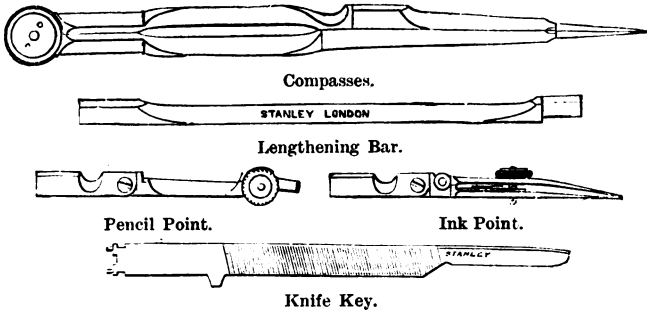 Compasses.
STANLEY LONDON
Lengthening Bar.
Pencil Point.
Ink Point.
STANLEY
Knife Key.